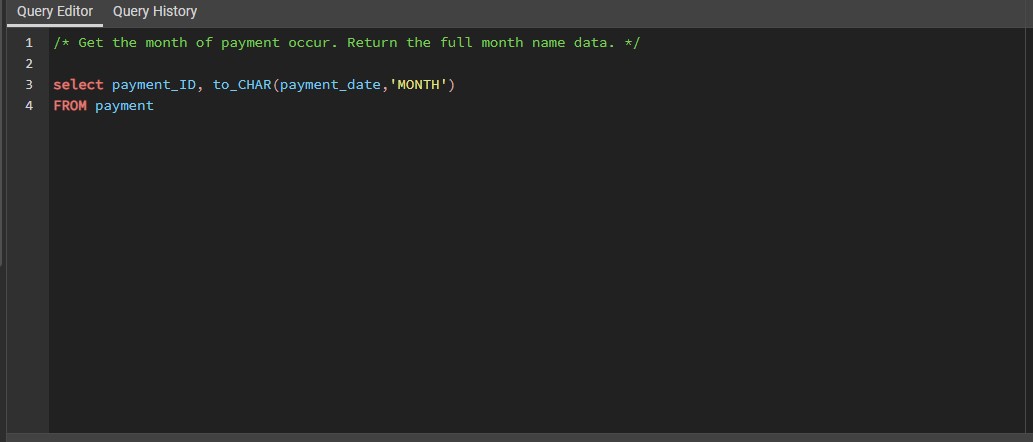 Query Editor Query History
1 /* Get the month of payment occur. Return the full month name data. */
2
3 select payment_ID, to_CHAR(payment_date,'MONTH')
4 FROM payment